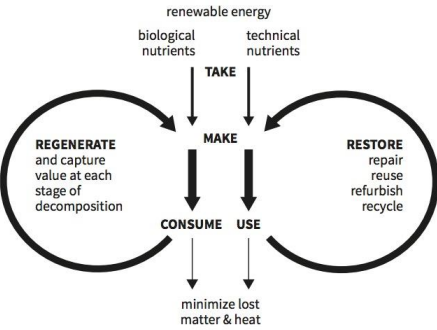 renewable energy
biological
nutrients
technical
nutrients
TAKE
MAKE
REGENERATE
and capture
value at each
stage of
decomposition
RESTORE
repair
reuse
refurbish
recycle
CONSUME
USE
minimize lost
matter & heat